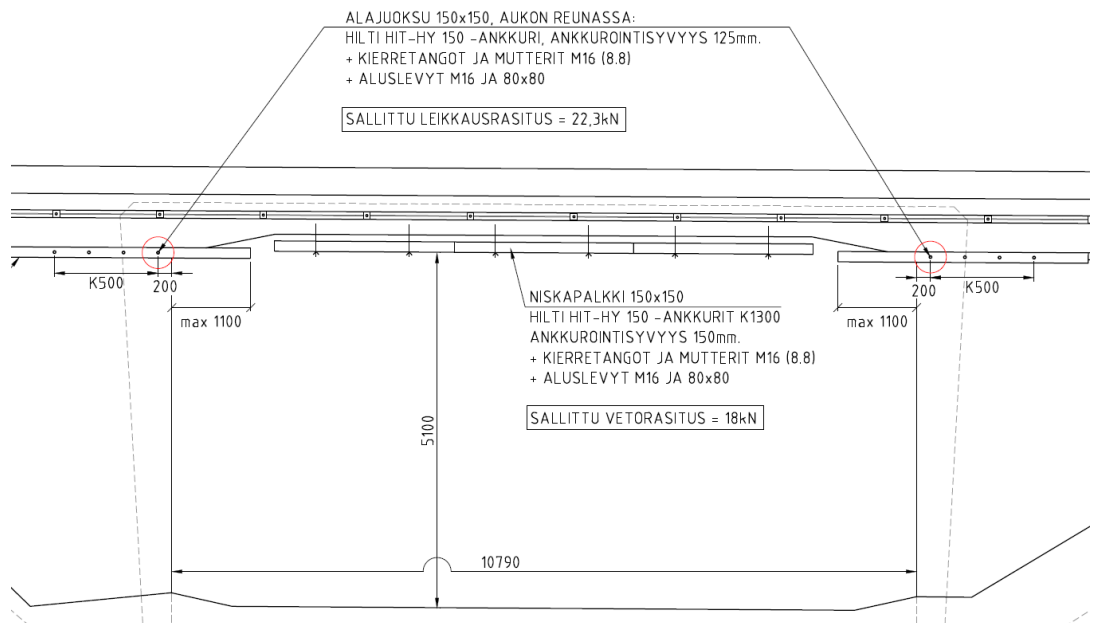 ALAJUOKSU 150x150, AUKON REUNASSA:
HILTI HIT-HY 150 -ANKKURI, ANKKUROINTISYVYYS 125mm.
+ KIERRETANGOT JA MUTTERIT M16 (8.8)
+ ALUSLEVYT M16 JA 80x80
SALLITTU LEIKKAUSRASITUS = 22,3kN
K500
200
max 1100
NISKAPALKKI 150x150
HILTI HIT-HY 150 -ANKKURIT K1300
ANKKUROINTISYVYYS 150mm.
+ KIERRETANGOT JA MUTTERIT M16 (8.8)
+ ALUSLEVYT M16 JA 80x80
SALLITTU VETORASITUS = 18kN
200
K500
max 1100
5100
10790